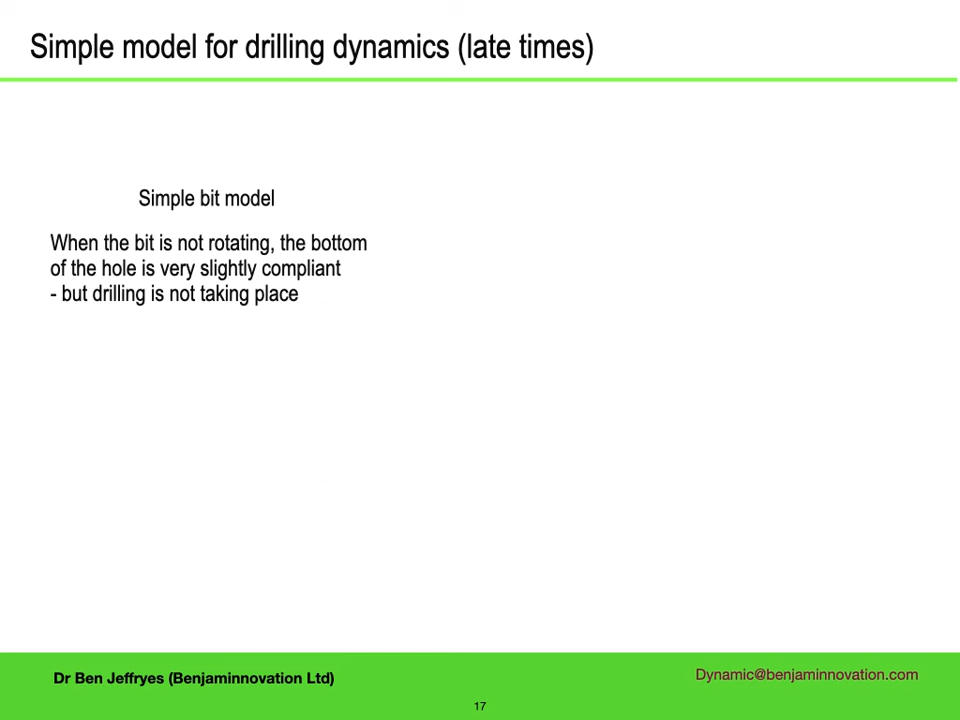 Simple model for drilling dynamics (late times)
Simple bit model
When the bit is not rotating, the bottom
of the hole is very slightly compliant
- but drilling is not taking place
Dr Ben Jeffryes (Benjaminnovation Ltd)
Dynamic@benjaminnovation.com
17